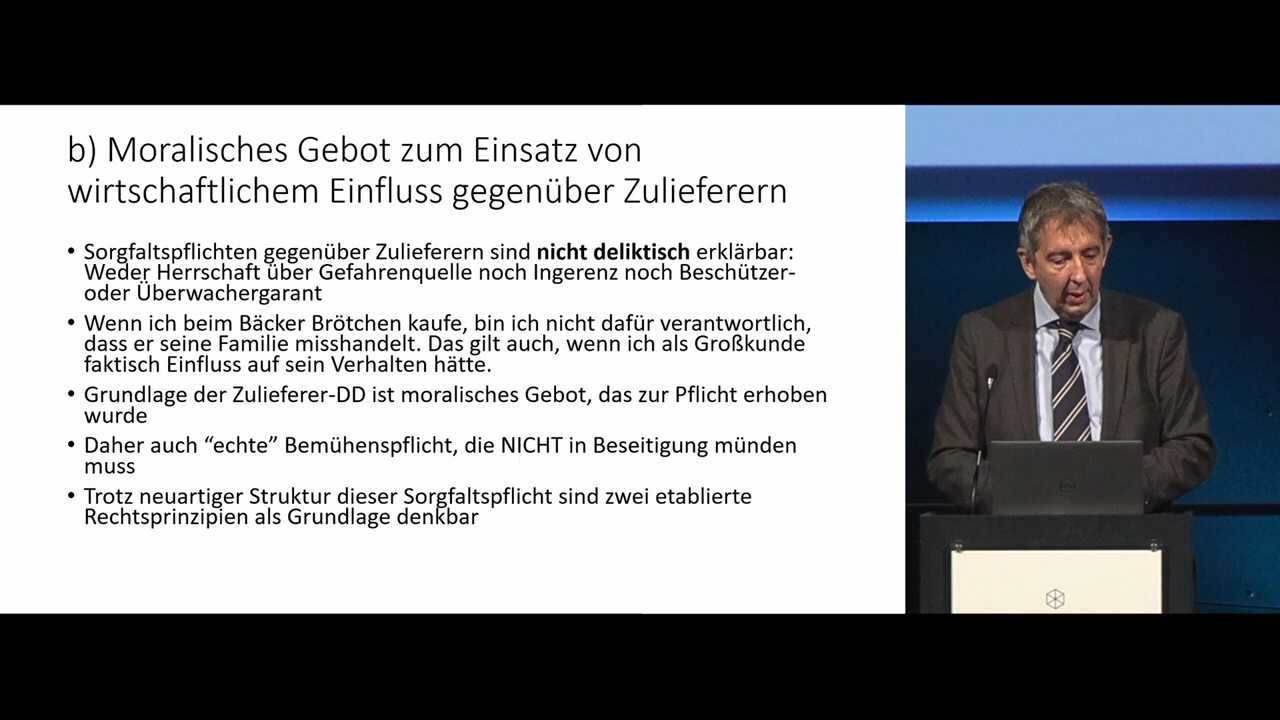 b) Moralisches Gebot zum Einsatz von
wirtschaftlichem Einfluss gegenüber Zulieferern
• Sorgfaltspflichten gegenüber Zulieferern sind nicht deliktisch erklärbar:
Weder Herrschaft über Gefahrenquelle noch Ingerenz noch Beschützer-
oder Überwachergarant
• Wenn ich beim Bäcker Brötchen kaufe, bin ich nicht dafür verantwortlich,
dass er seine Familie misshandelt. Das gilt auch, wenn ich als Großkunde
faktisch Einfluss auf sein Verhalten hätte.
• Grundlage der Zulieferer-DD ist moralisches Gebot, das zur Pflicht erhoben
wurde
• Daher auch “echte” Bemühenspflicht, die NICHT in Beseitigung münden
muss
• Trotz neuartiger Struktur dieser Sorgfaltspflicht sind zwei etablierte
Rechtsprinzipien als Grundlage denkbar